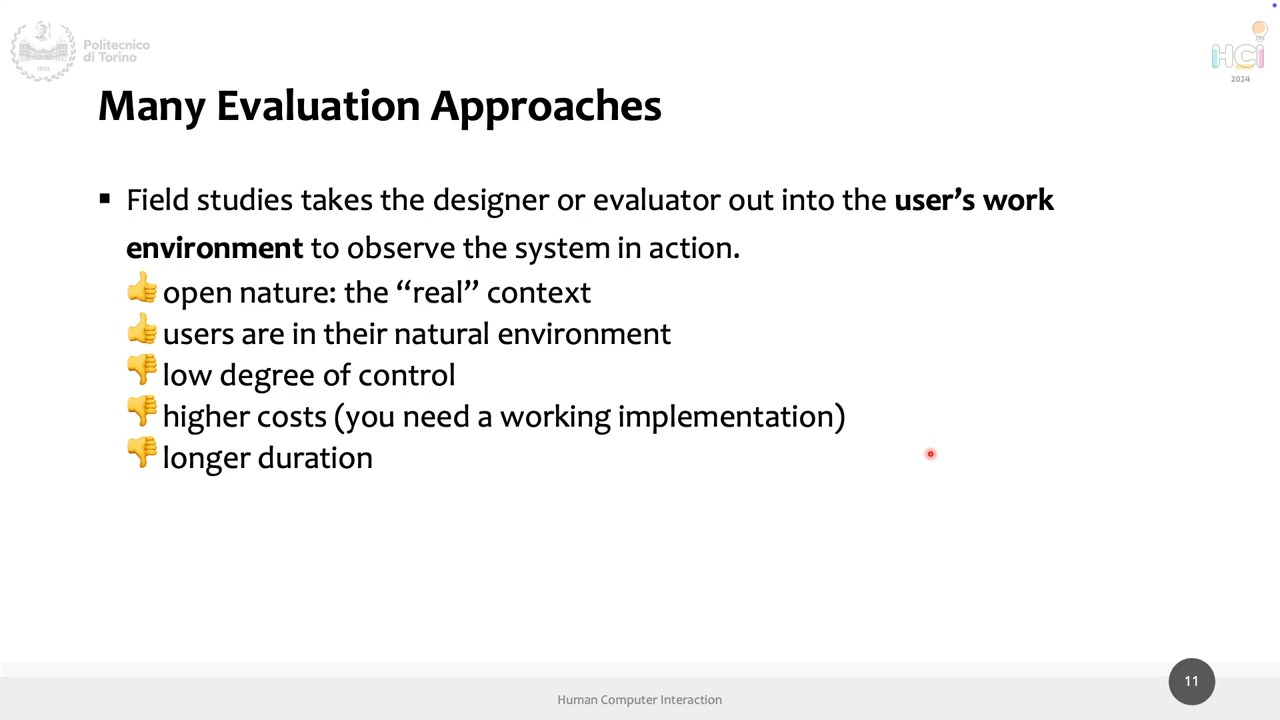 Politecnico
di Torino
1859
HCI
2024
Many Evaluation Approaches
▪ Field studies takes the designer or evaluator out into the user’s work
environment to observe the system in action.
👍 open nature: the “real” context
👍 users are in their natural environment
👎 low degree of control
👎 higher costs (you need a working implementation)
👎 longer duration
Human Computer Interaction
11